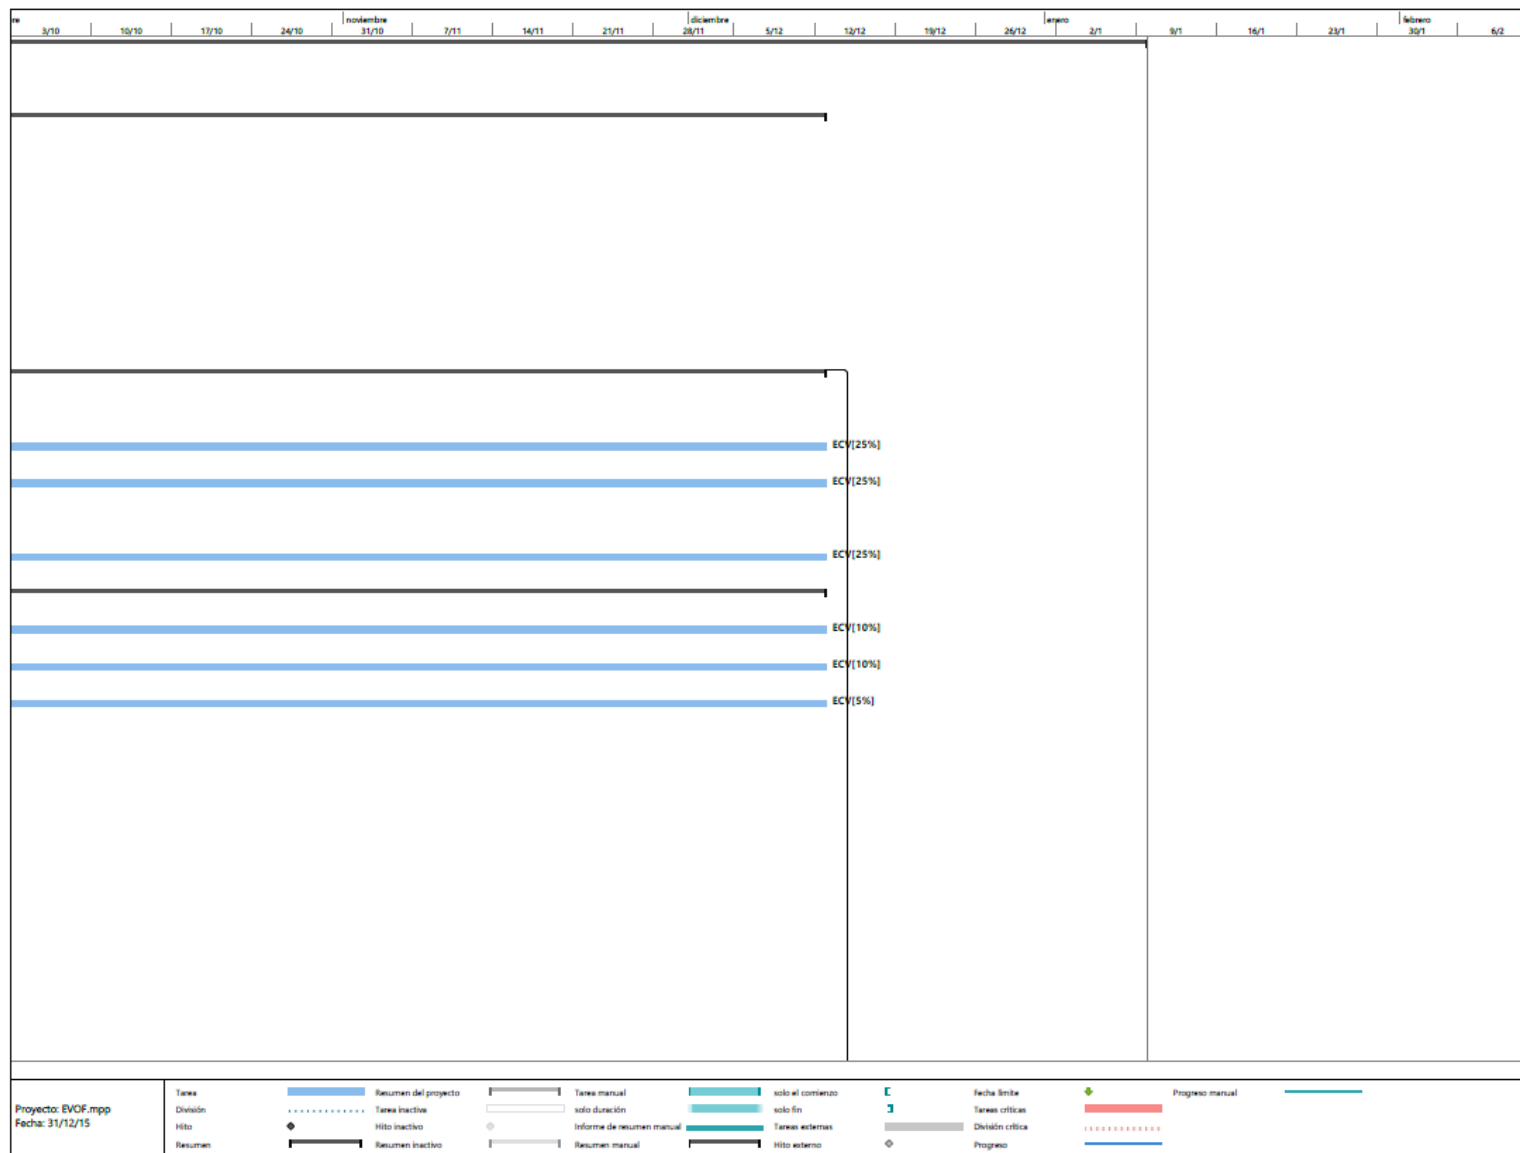 re noviembre diciembre enero febrero
3/10 10/10 17/10 24/10 31/10 7/11 14/11 21/11 28/11 5/12 12/12 19/12 26/12 2/1 9/1 16/1 23/1 30/1 6/2
ECV[25%]
ECV[25%]
ECV[25%]
ECV[10%]
ECV[10%]
ECV[5%]
Proyecto: EVOF.mpp
Fecha: 31/12/15
Tarea Resumen del proyecto Tarea manual solo el comienzo Fecha límite Progreso manual
División Tarea inactiva solo duración solo fin Tareas críticas
Hito Hito inactivo Informe de resumen manual Tareas externas División crítica
Resumen Resumen inactivo Resumen manual Hito externo Progreso